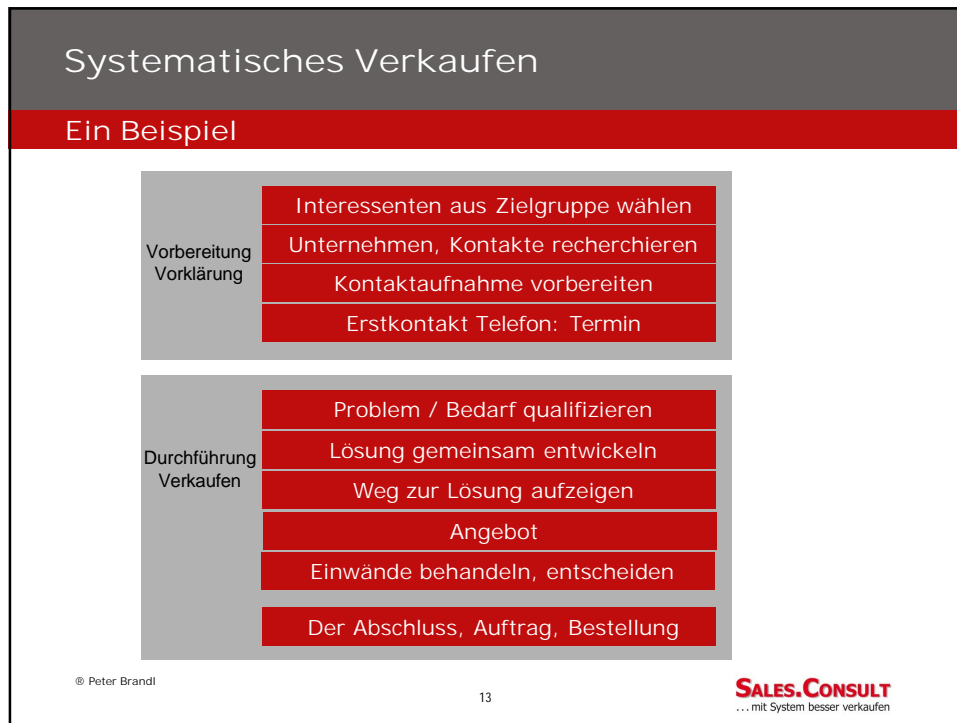 Systematisches Verkaufen
Ein Beispiel
Vorbereitung
Vorklärung
Interessenten aus Zielgruppe wählen
Unternehmen, Kontakte recherchieren
Kontaktaufnahme vorbereiten
Erstkontakt Telefon: Termin
Durchführung
Verkaufen
Problem / Bedarf qualifizieren
Lösung gemeinsam entwickeln
Weg zur Lösung aufzeigen
Angebot
Einwände behandeln, entscheiden
Der Abschluss, Auftrag, Bestellung
® Peter Brandl
13
SALES.CONSULT
...mit System besser verkaufen